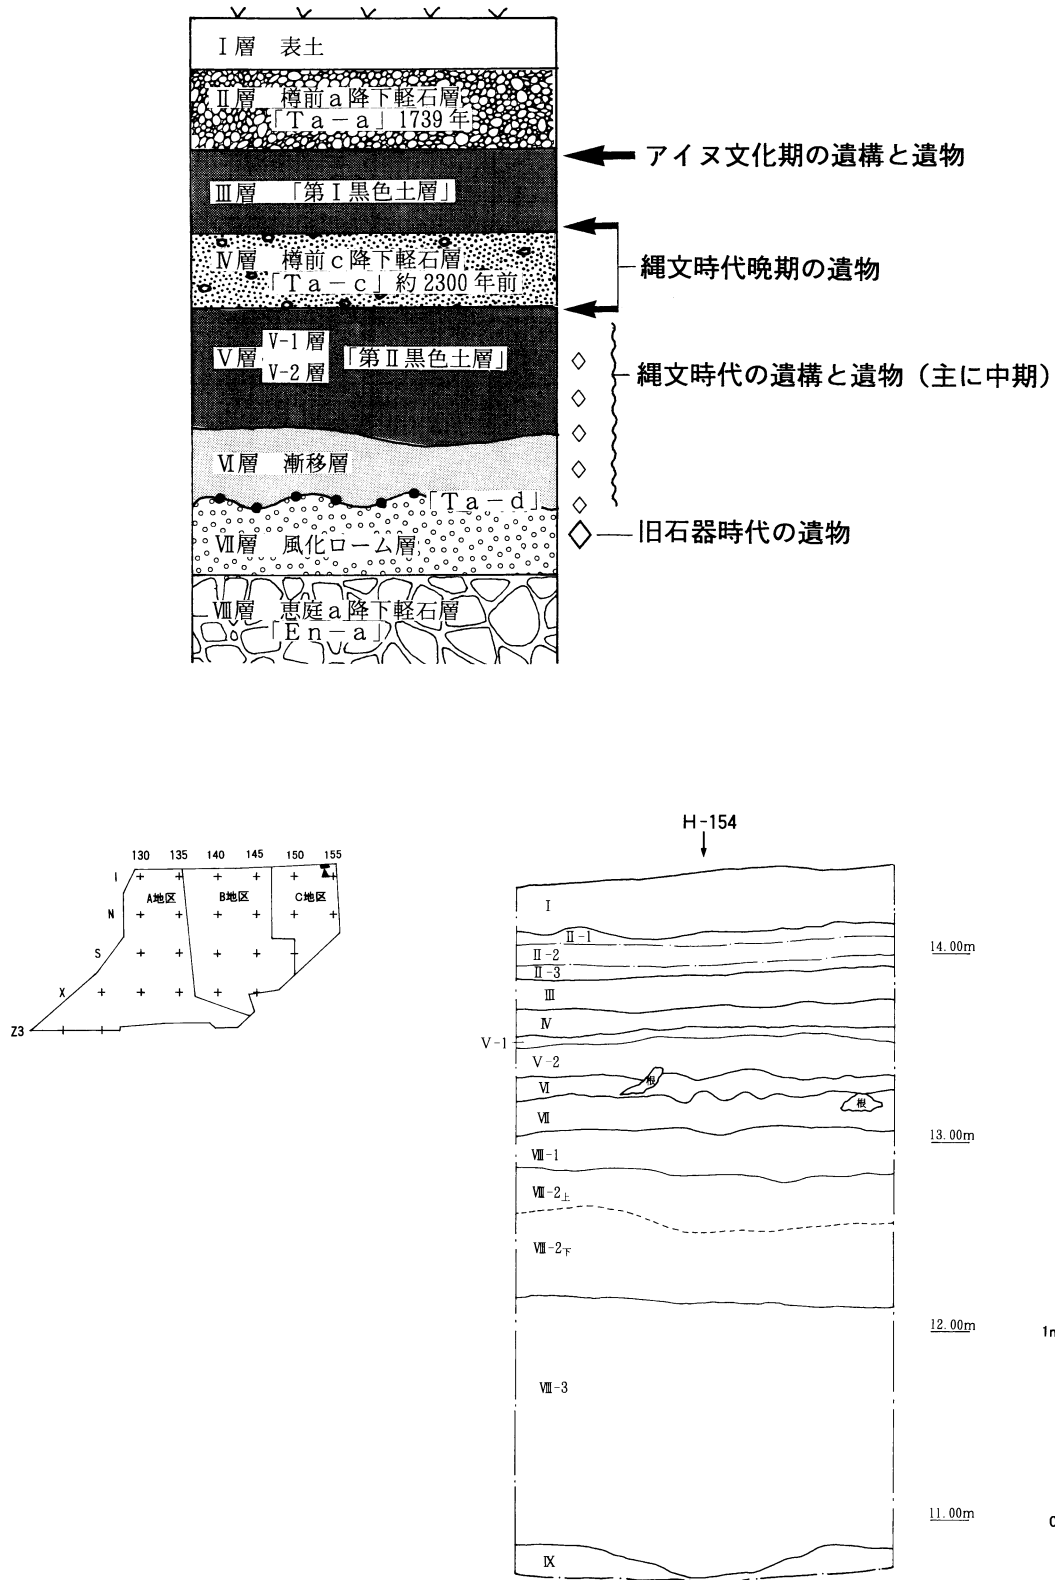 Ⅰ層 表土
Ⅱ層 樽前a降下軽石層
「Ta-a」1739年
アイヌ文化期の遺構と遺物
Ⅲ層 「第Ⅰ黒色土層」
Ⅳ層 樽前c降下軽石層
「Ta-c」約2300年前
縄文時代晩期の遺物
Ⅴ層 V-1層 V-2層 「第Ⅱ黒色土層」
縄文時代の遺構と遺物(主に中期)
Ⅵ層 漸移層
「Ta-d」
Ⅶ層 風化ローム層
旧石器時代の遺物
Ⅷ層 恵庭a降下軽石層
「En-a」
130 135 140 145 150 155
I
A地区 B地区 C地区
N
S
X
Z3
H-154
Ⅰ
Ⅱ-1
14.00m
Ⅱ-2
Ⅱ-3
Ⅲ
Ⅳ
Ⅴ-1
Ⅴ-2
根
Ⅵ
根
Ⅶ
13.00m
Ⅷ-1
Ⅷ-2上
Ⅷ-2下
12.00m
Ⅷ-3
11.00m
Ⅸ